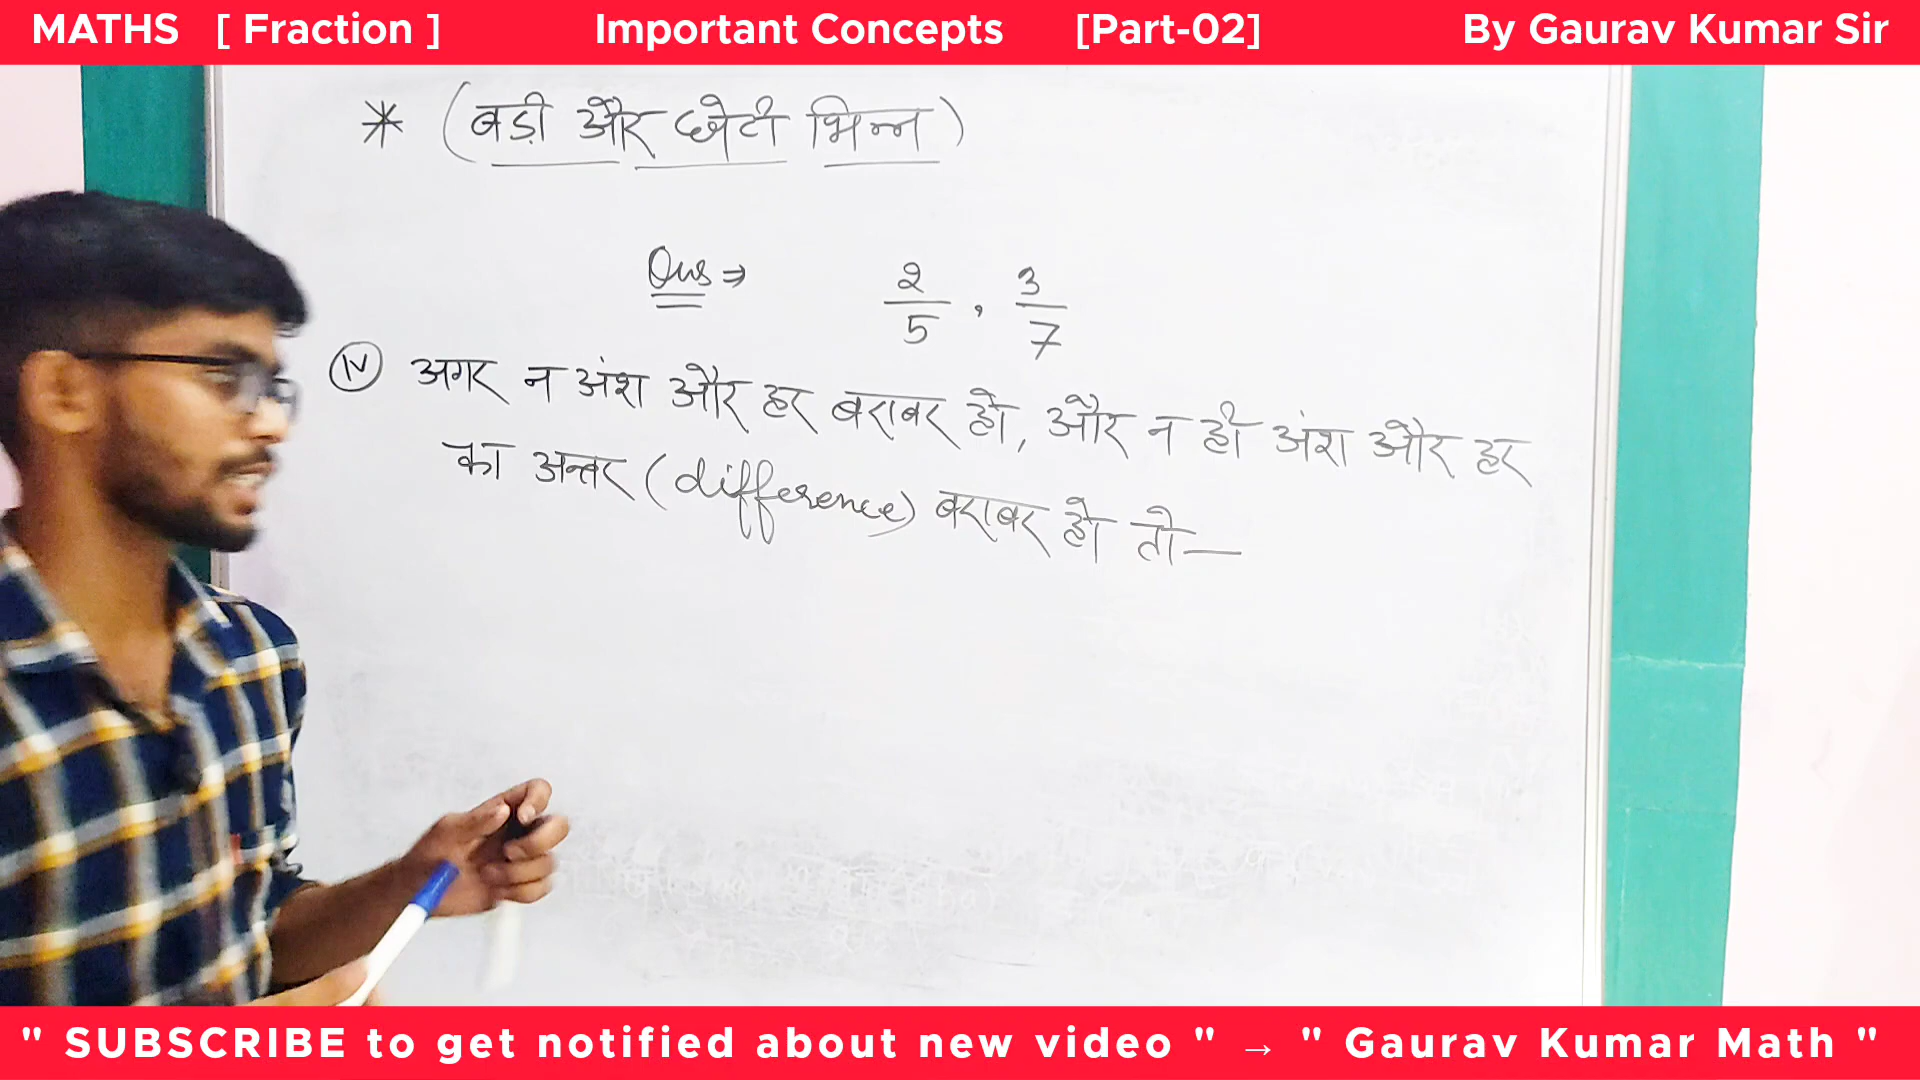 MATHS [ Fraction ] Important Concepts [Part-02] By Gaurav Kumar Sir
* (बड़ी और छोटी भिन्न)
Ques ⇒ 2/5 , 3/7
(iv) अगर न अंश और हर बराबर हो, और न ही अंश और हर
का अन्तर (difference) बराबर हो तो—
" SUBSCRIBE to get notified about new video " → " Gaurav Kumar Math "